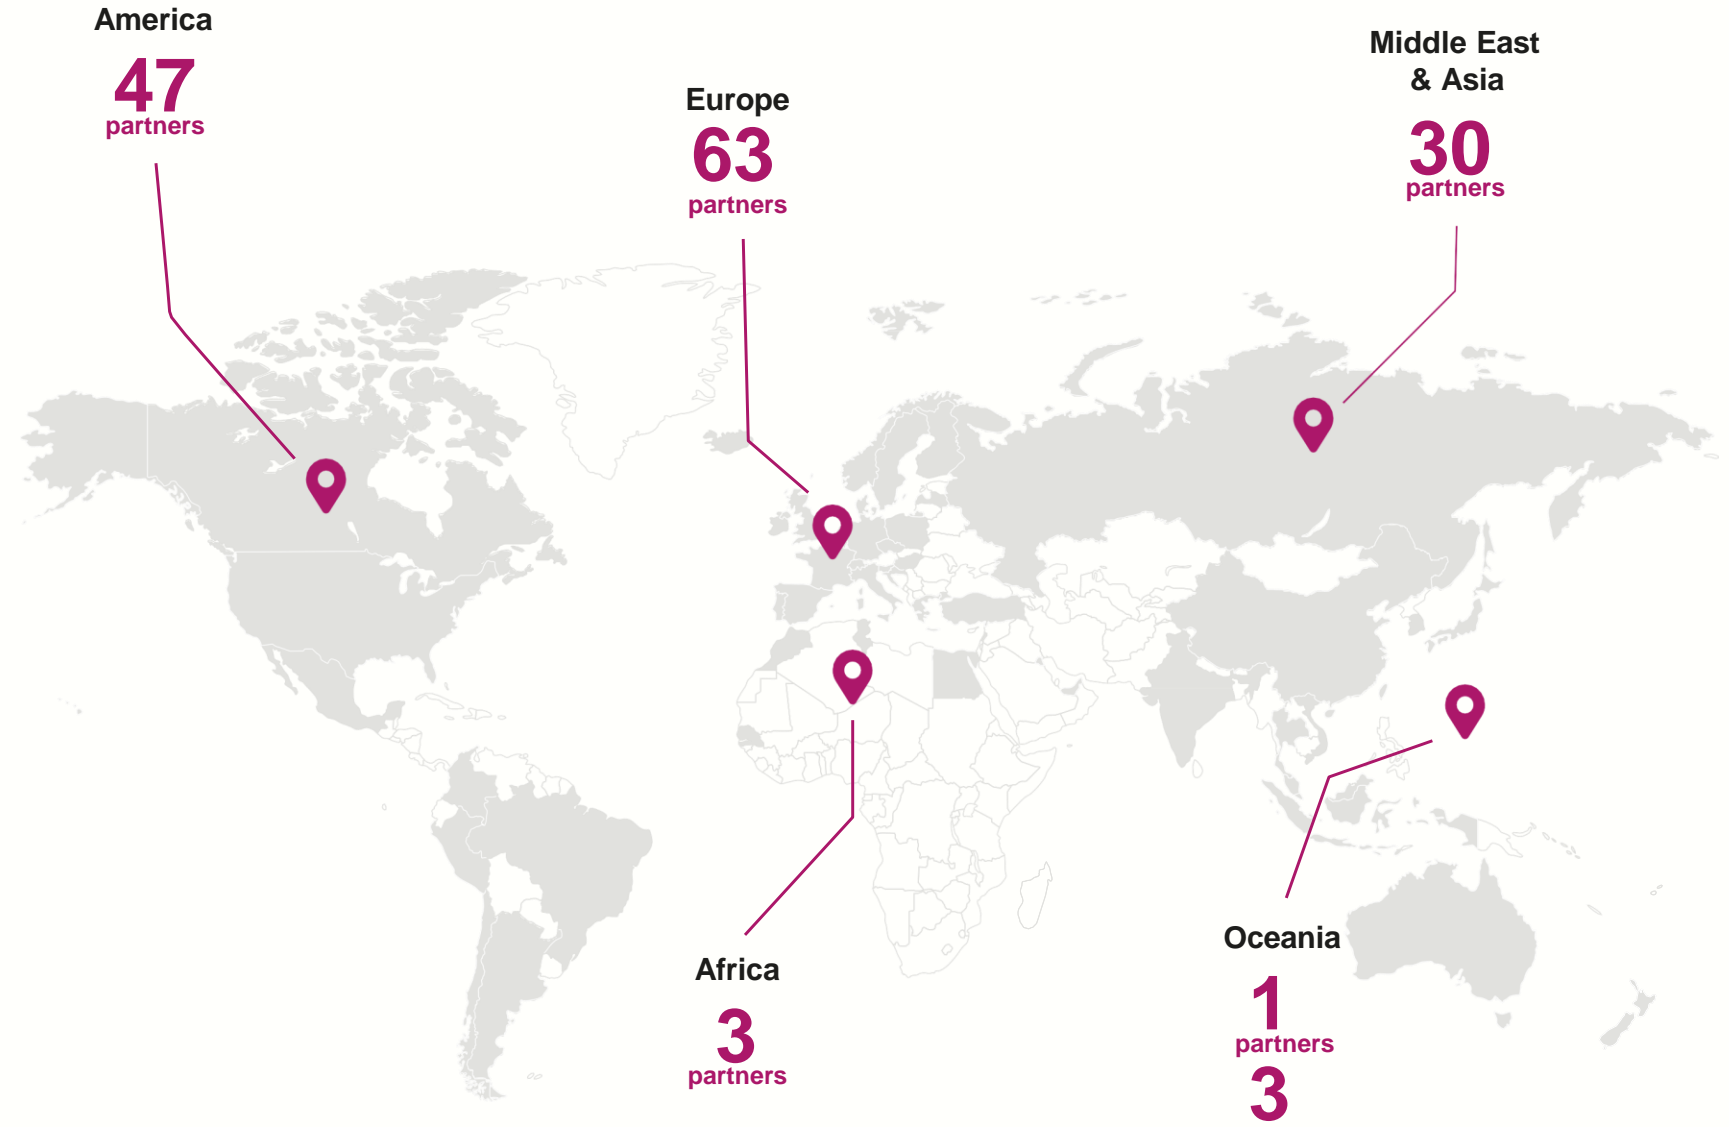 America
47
partners
Europe
63
partners
Middle East
& Asia
30
partners
Africa
3
partners
Oceania
1
partners
3